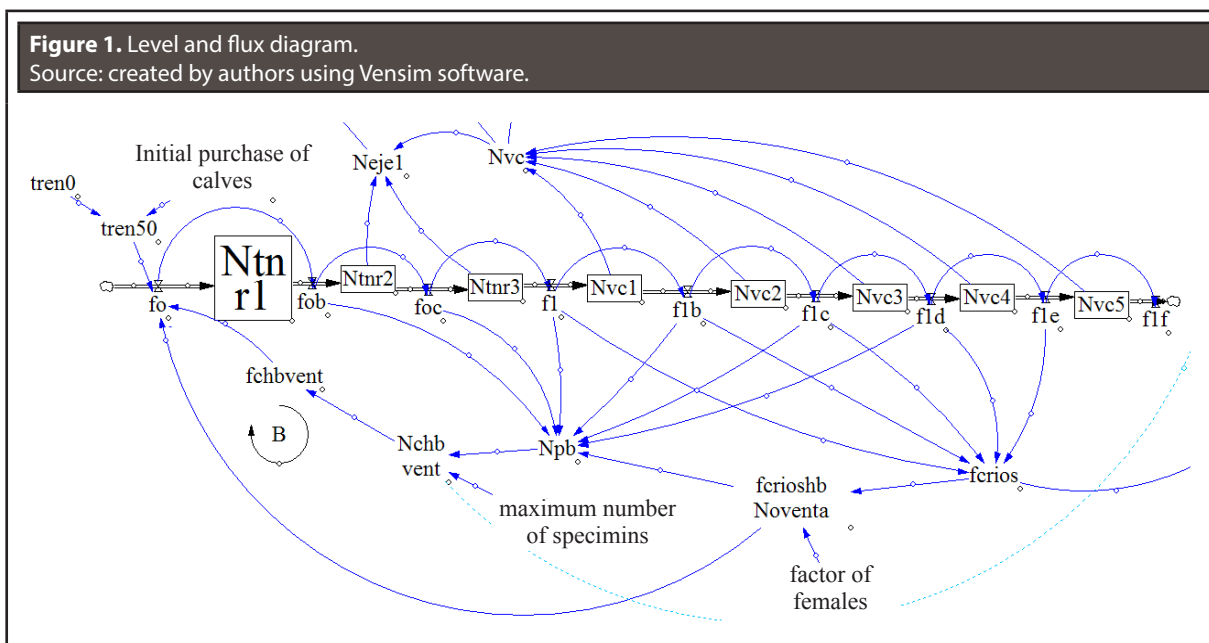 Figure 1. Level and flux diagram.
Source: created by authors using Vensim software.
Initial purchase of
calves
tren0
tren50
Neje1
Nvc
Ntn
r1
Ntnr2
Ntnr3
Nvc1
Nvc2
Nvc3
Nvc4
Nvc5
fo
fob
foc
f1
f1b
f1c
f1d
f1e
f1f
fchbvent
B
Nchb
vent
Npb
fcrios
fcrioshb
Noventa
maximum number
of specimins
factor of
females